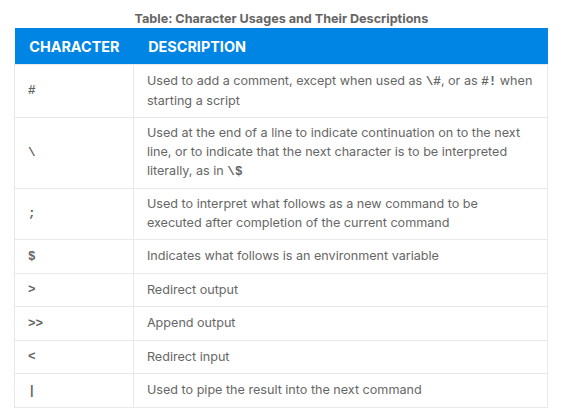 Table: Character Usages and Their Descriptions
CHARACTER DESCRIPTION
# Used to add a comment, except when used as \#, or as #! when
starting a script
Used at the end of a line to indicate continuation on to the next
\ line, or to indicate that the next character is to be interpreted
literally, as in \$
; Used to interpret what follows as a new command to be
executed after completion of the current command
$ Indicates what follows is an environment variable
> Redirect output
>> Append output
< Redirect input
| Used to pipe the result into the next command